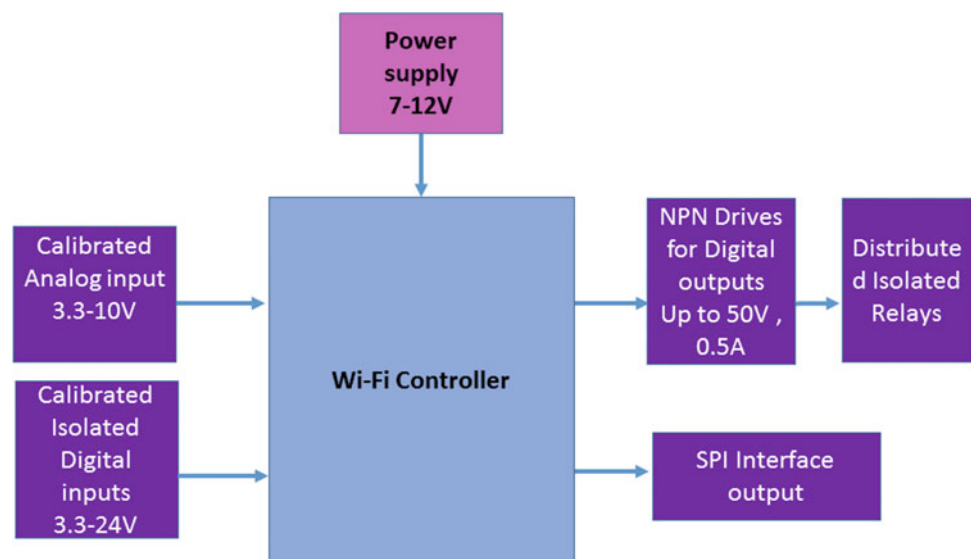 Power
supply
7-12V
Calibrated
Analog input
3.3-10V
Calibrated
Isolated
Digital
inputs
3.3-24V
Wi-Fi Controller
NPN Drives
for Digital
outputs
Up to 50V ,
0.5A
Distribute
d Isolated
Relays
SPI Interface
output